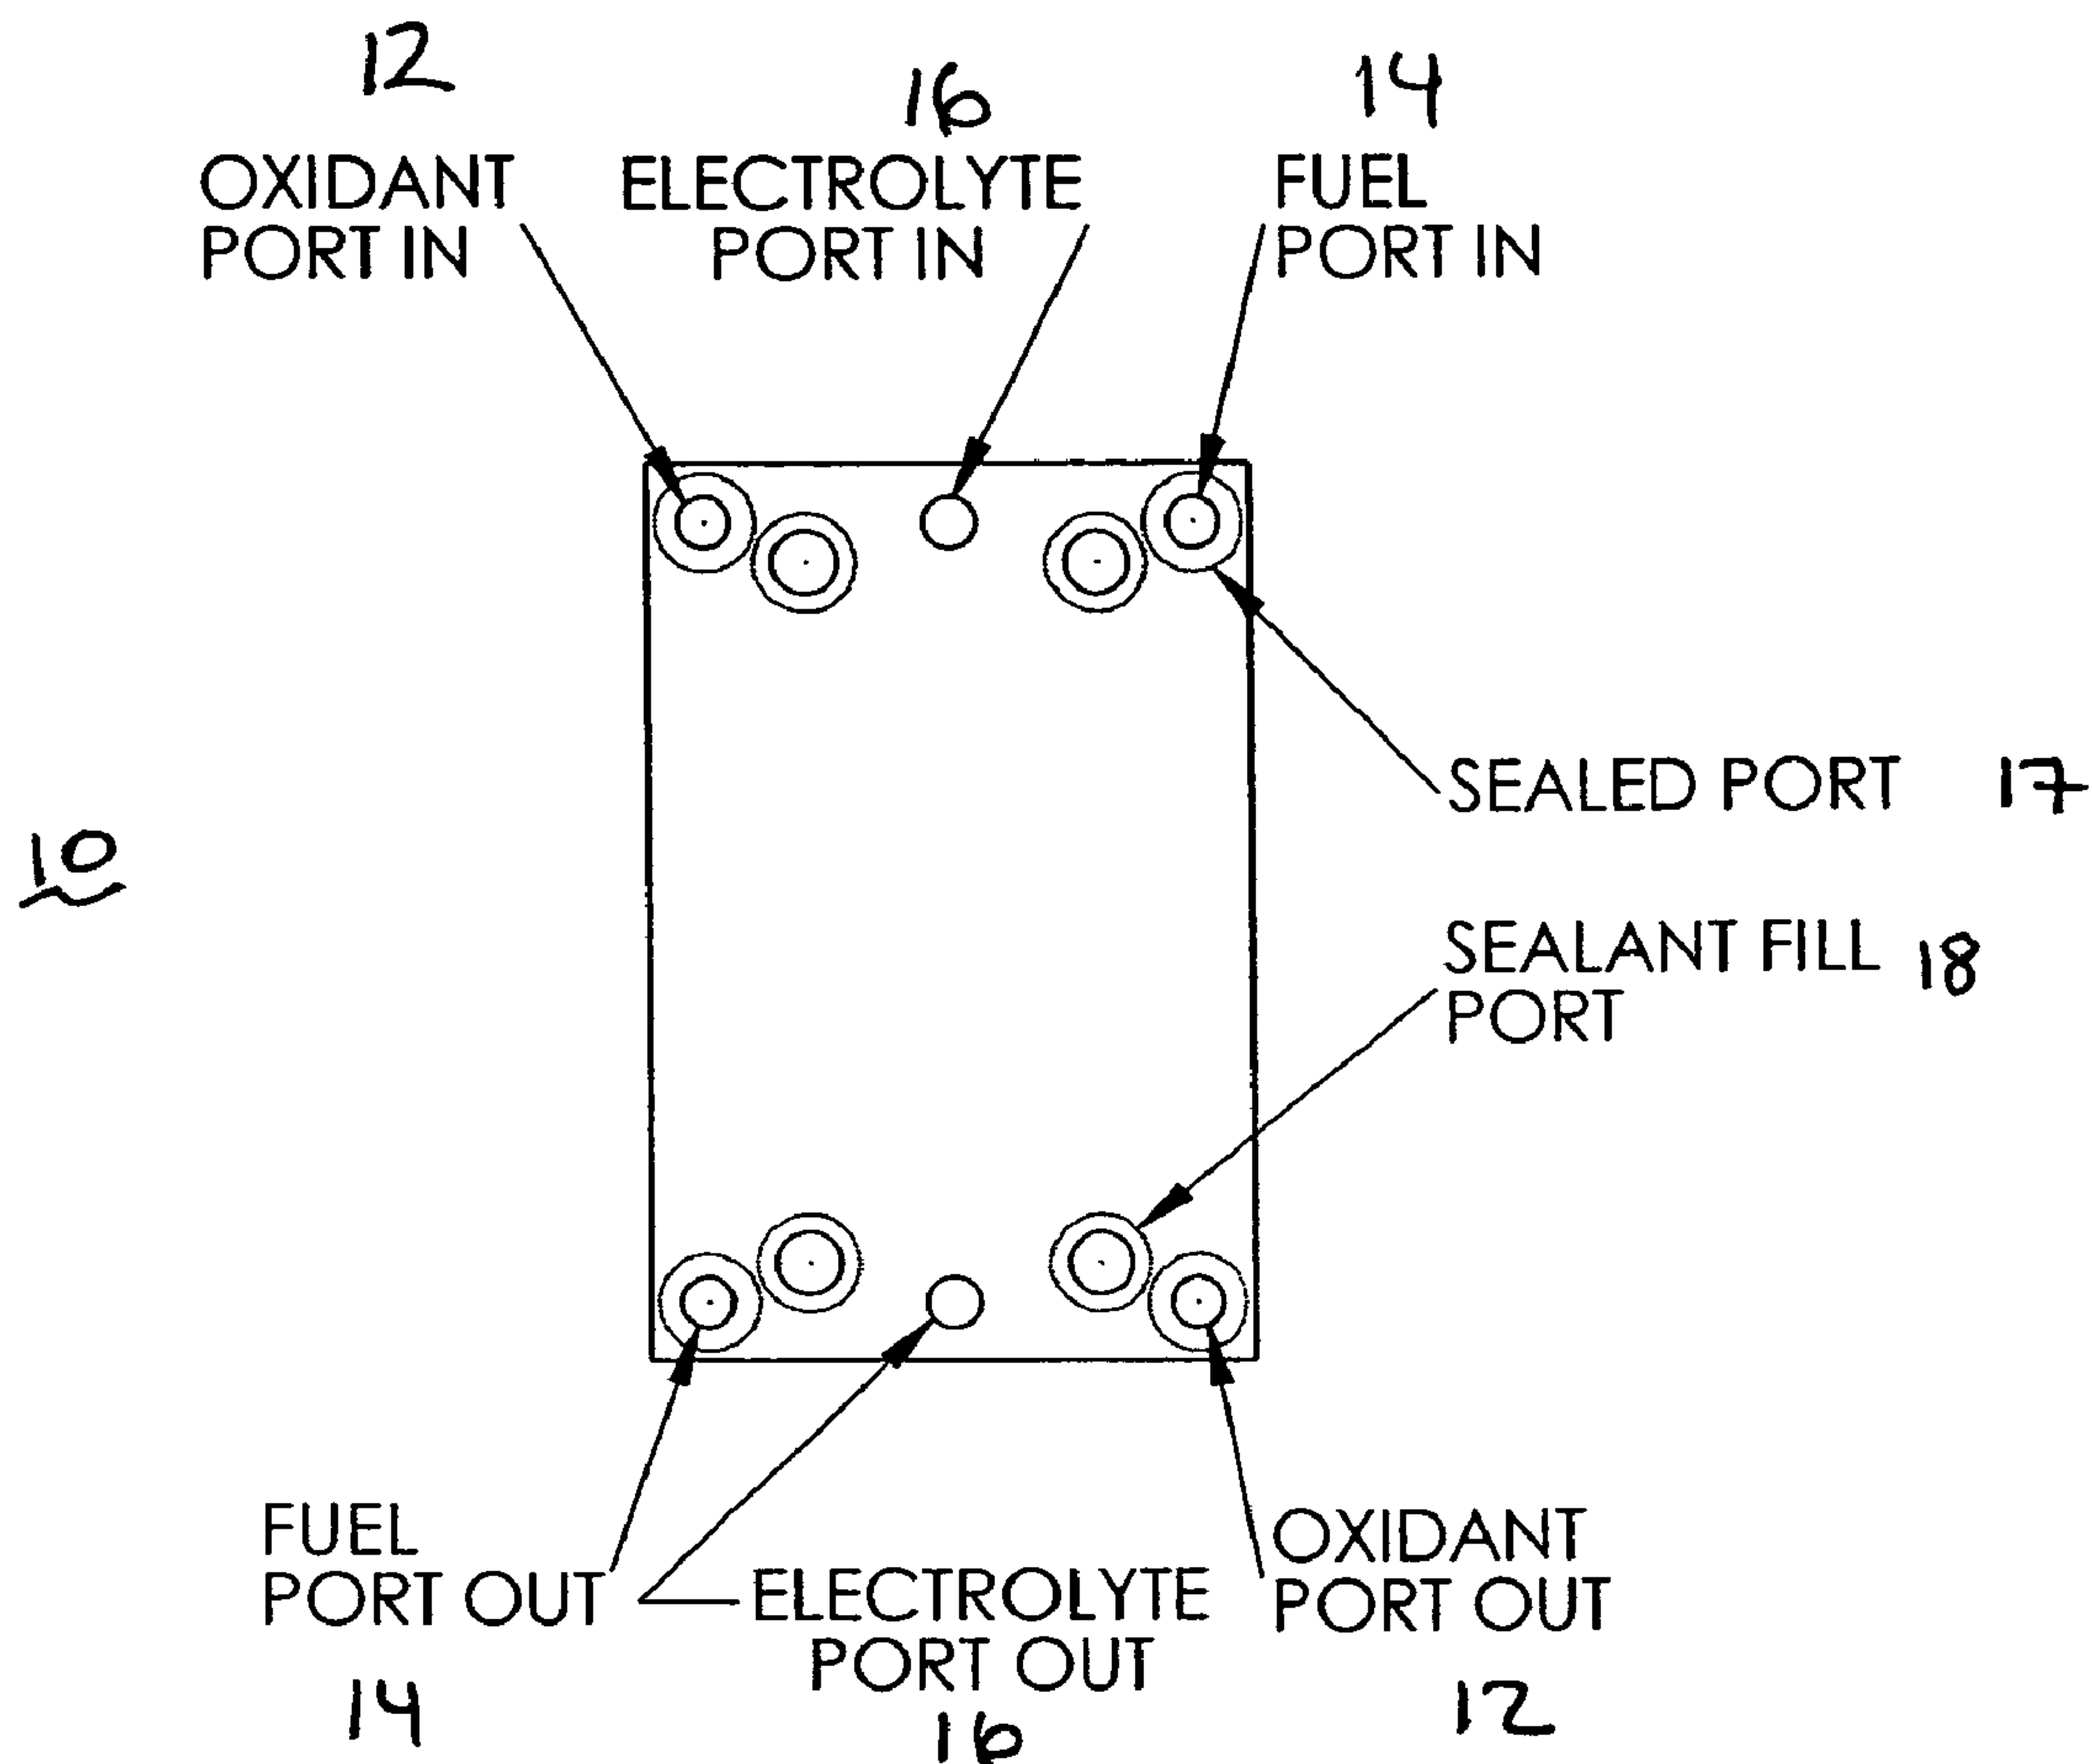 12
16
14
OXIDANT
PORT IN
ELECTROLYTE
PORT IN
FUEL
PORT IN
SEALED PORT 17
10
SEALANT FILL 18
PORT
FUEL
PORT OUT
ELECTROLYTE
PORT OUT
OXIDANT
PORT OUT
14
16
12